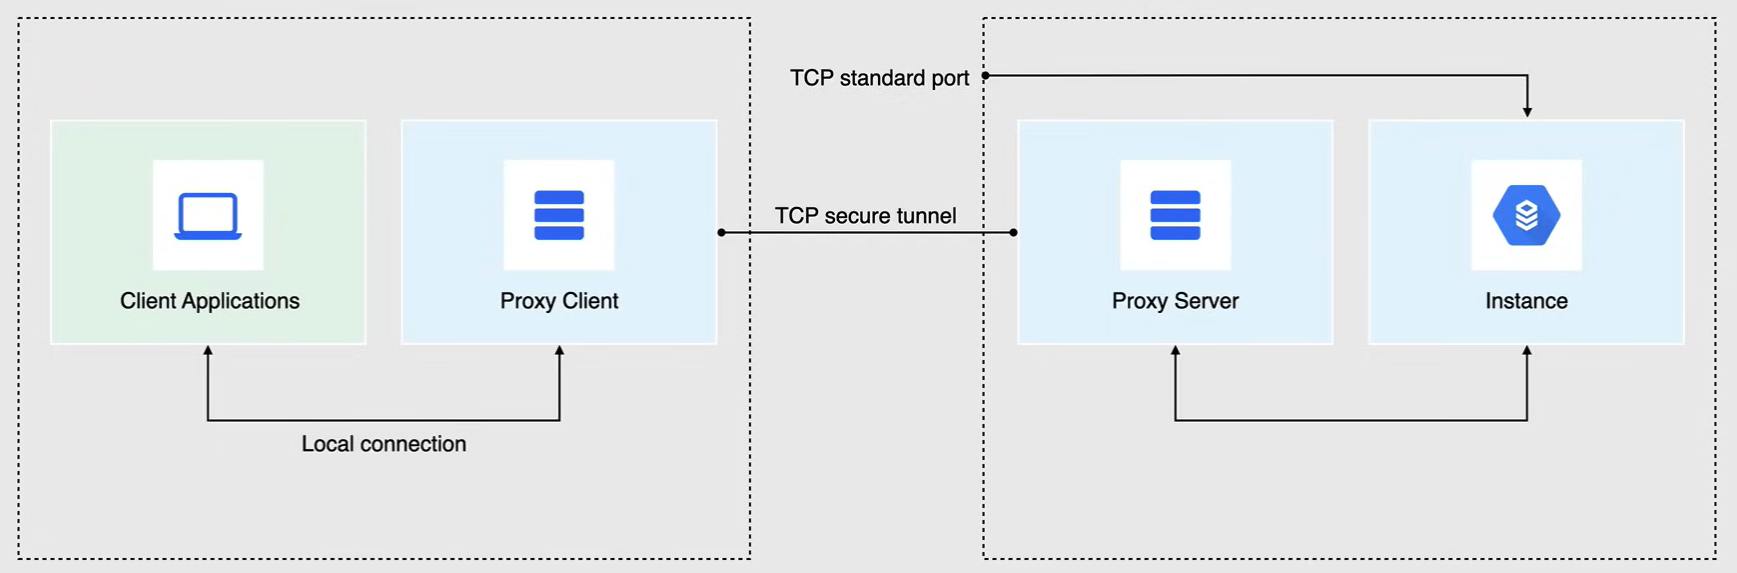 TCP standard port
TCP secure tunnel
Client Applications
Proxy Client
Proxy Server
Instance
Local connection